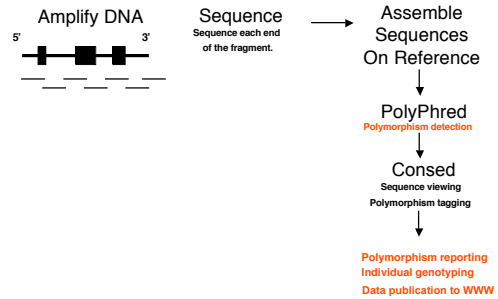 Amplify DNA
5' 3'
Sequence
Sequence each end
of the fragment.
Assemble
Sequences
On Reference
PolyPhred
Polymorphism detection
Consed
Sequence viewing
Polymorphism tagging
Polymorphism reporting
Individual genotyping
Data publication to WWW